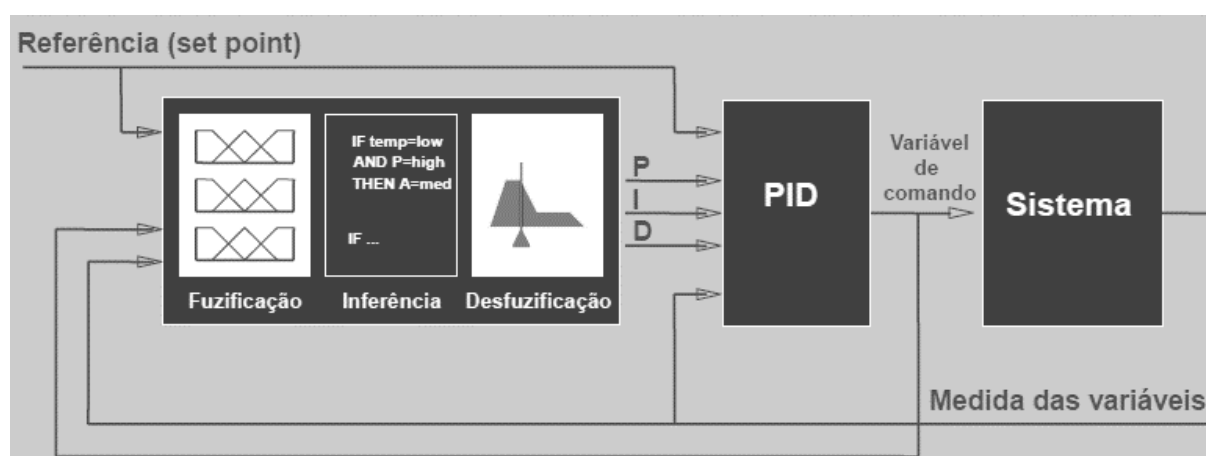 Referência (set point)
IF temp=low
AND P=high
THEN A=med
IF ...
Fuzificação
Inferência
Desfuzificação
P
I
D
PID
Variável
de
comando
Sistema
Medida das variáveis